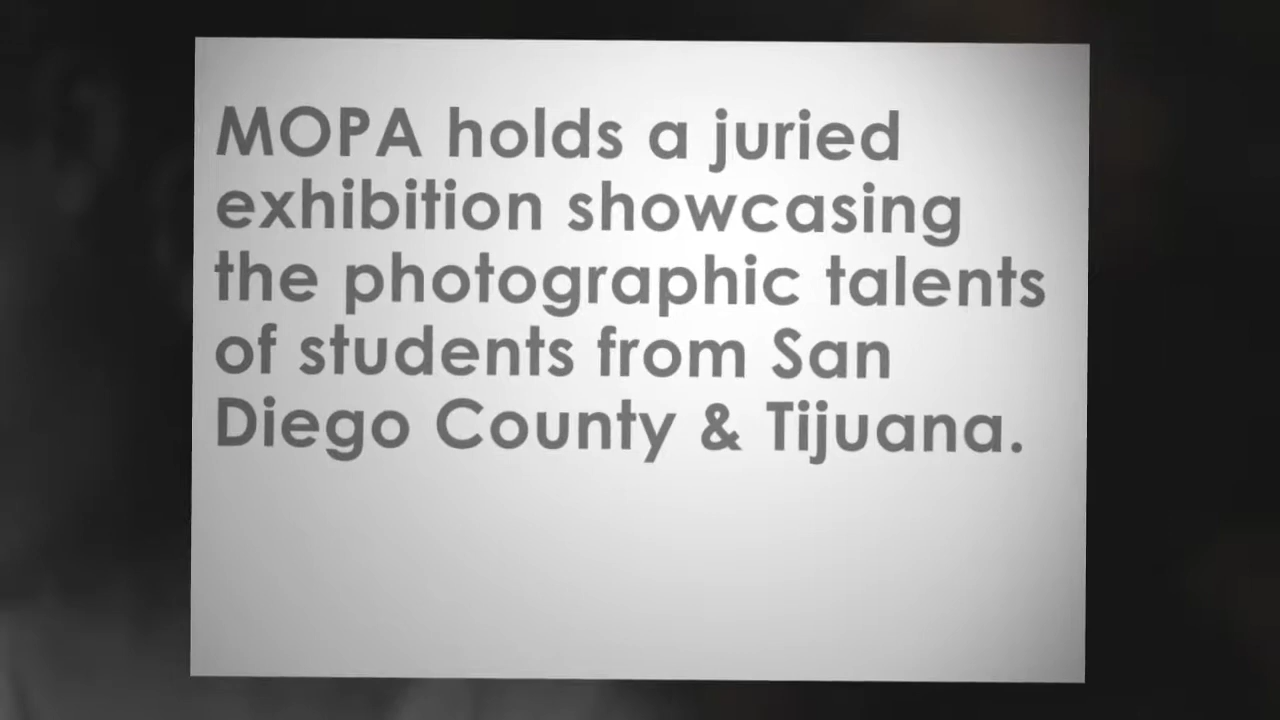 MOPA holds a juried
exhibition showcasing
the photographic talents
of students from San
Diego County & Tijuana.